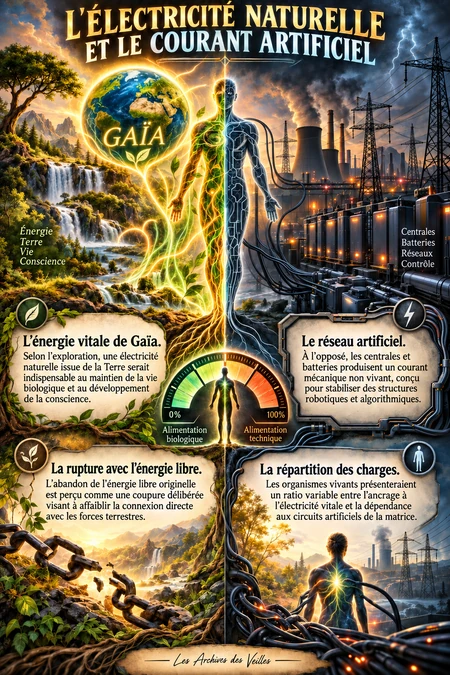 L'ÉLECTRICITÉ NATURELLE
ET LE COURANT ARTIFICIEL
GAÏA
Énergie
Terre
Vie
Conscience
Centrales
Batteries
Réseaux
Contrôle
L'énergie vitale de Gaïa.
Selon l'exploration, une électricité
naturelle issue de la Terre serait
indispensable au maintien de la vie
biologique et au développement
de la conscience.
Le réseau artificiel.
À l'opposé, les centrales et
batteries produisent un courant
mécanique non vivant, conçu
pour stabiliser des structures
robotiques et algorithmiques.
0%
100%
Alimentation
biologique
Alimentation
technique
La rupture avec l'énergie libre.
L'abandon de l'énergie libre originelle
est perçu comme une coupure délibérée
visant à affaiblir la connexion directe
avec les forces terrestres.
La répartition des charges.
Les organismes vivants présenteraient
un ratio variable entre l'ancrage à
l'électricité vitale et la dépendance
aux circuits artificiels de la matrice.
Les Archives des Veilles